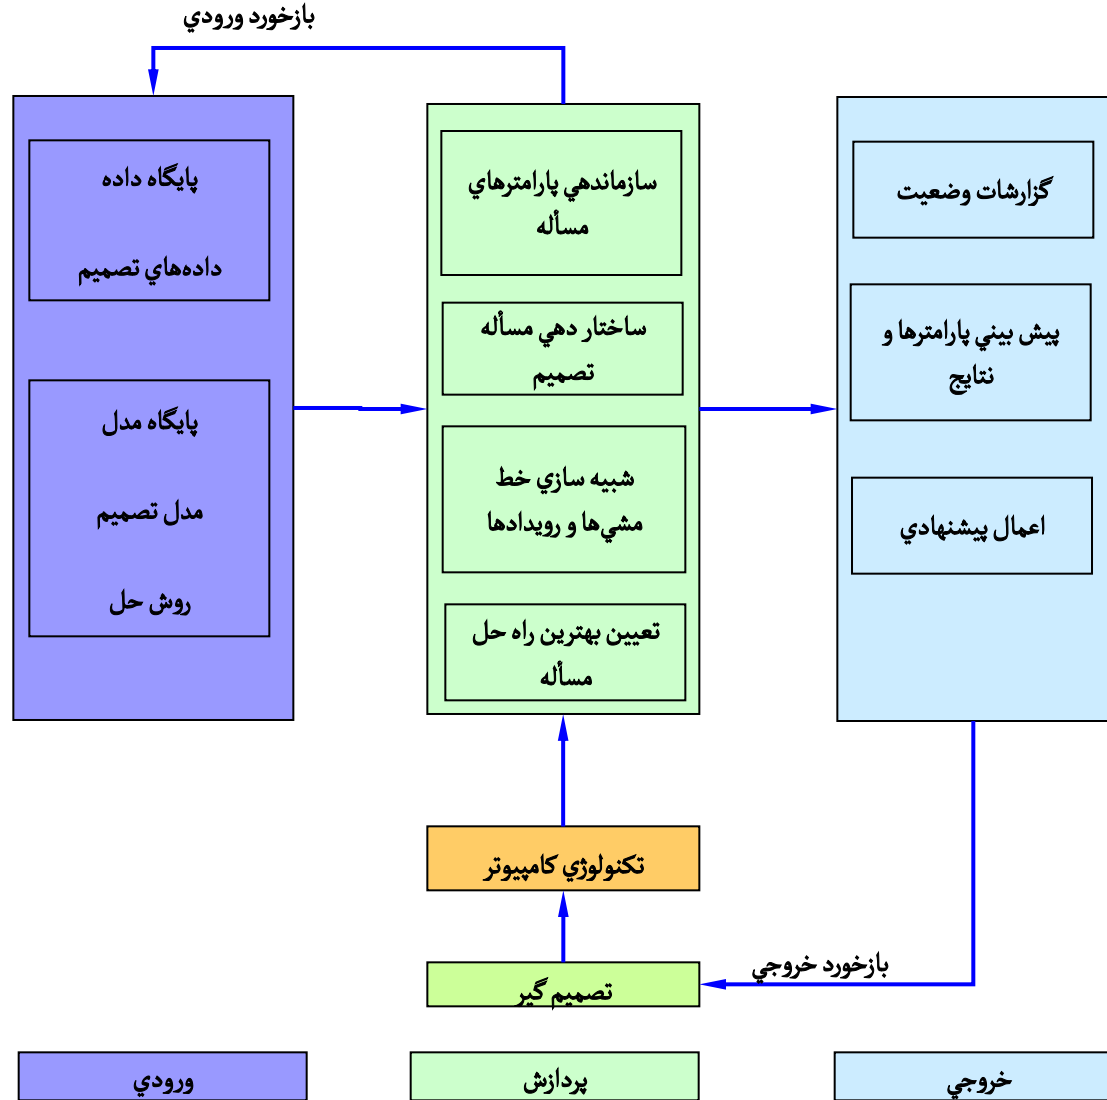 بازخورد ورودي
پايگاه داده
داده‌هاي تصميم
پايگاه مدل
مدل تصميم
روش حل
سازماندهي پارامترهاي
مسأله
ساختار دهي مسأله
تصميم
شبيه سازي خط
مشي‌ها و رويدادها
تعيين بهترين راه حل
مسأله
گزارشات وضعيت
پيش بيني پارامترها و
نتايج
اعمال پيشنهادي
تكنولوژي كامپيوتر
بازخورد خروجي
تصميم گير
ورودي
پردازش
خروجي